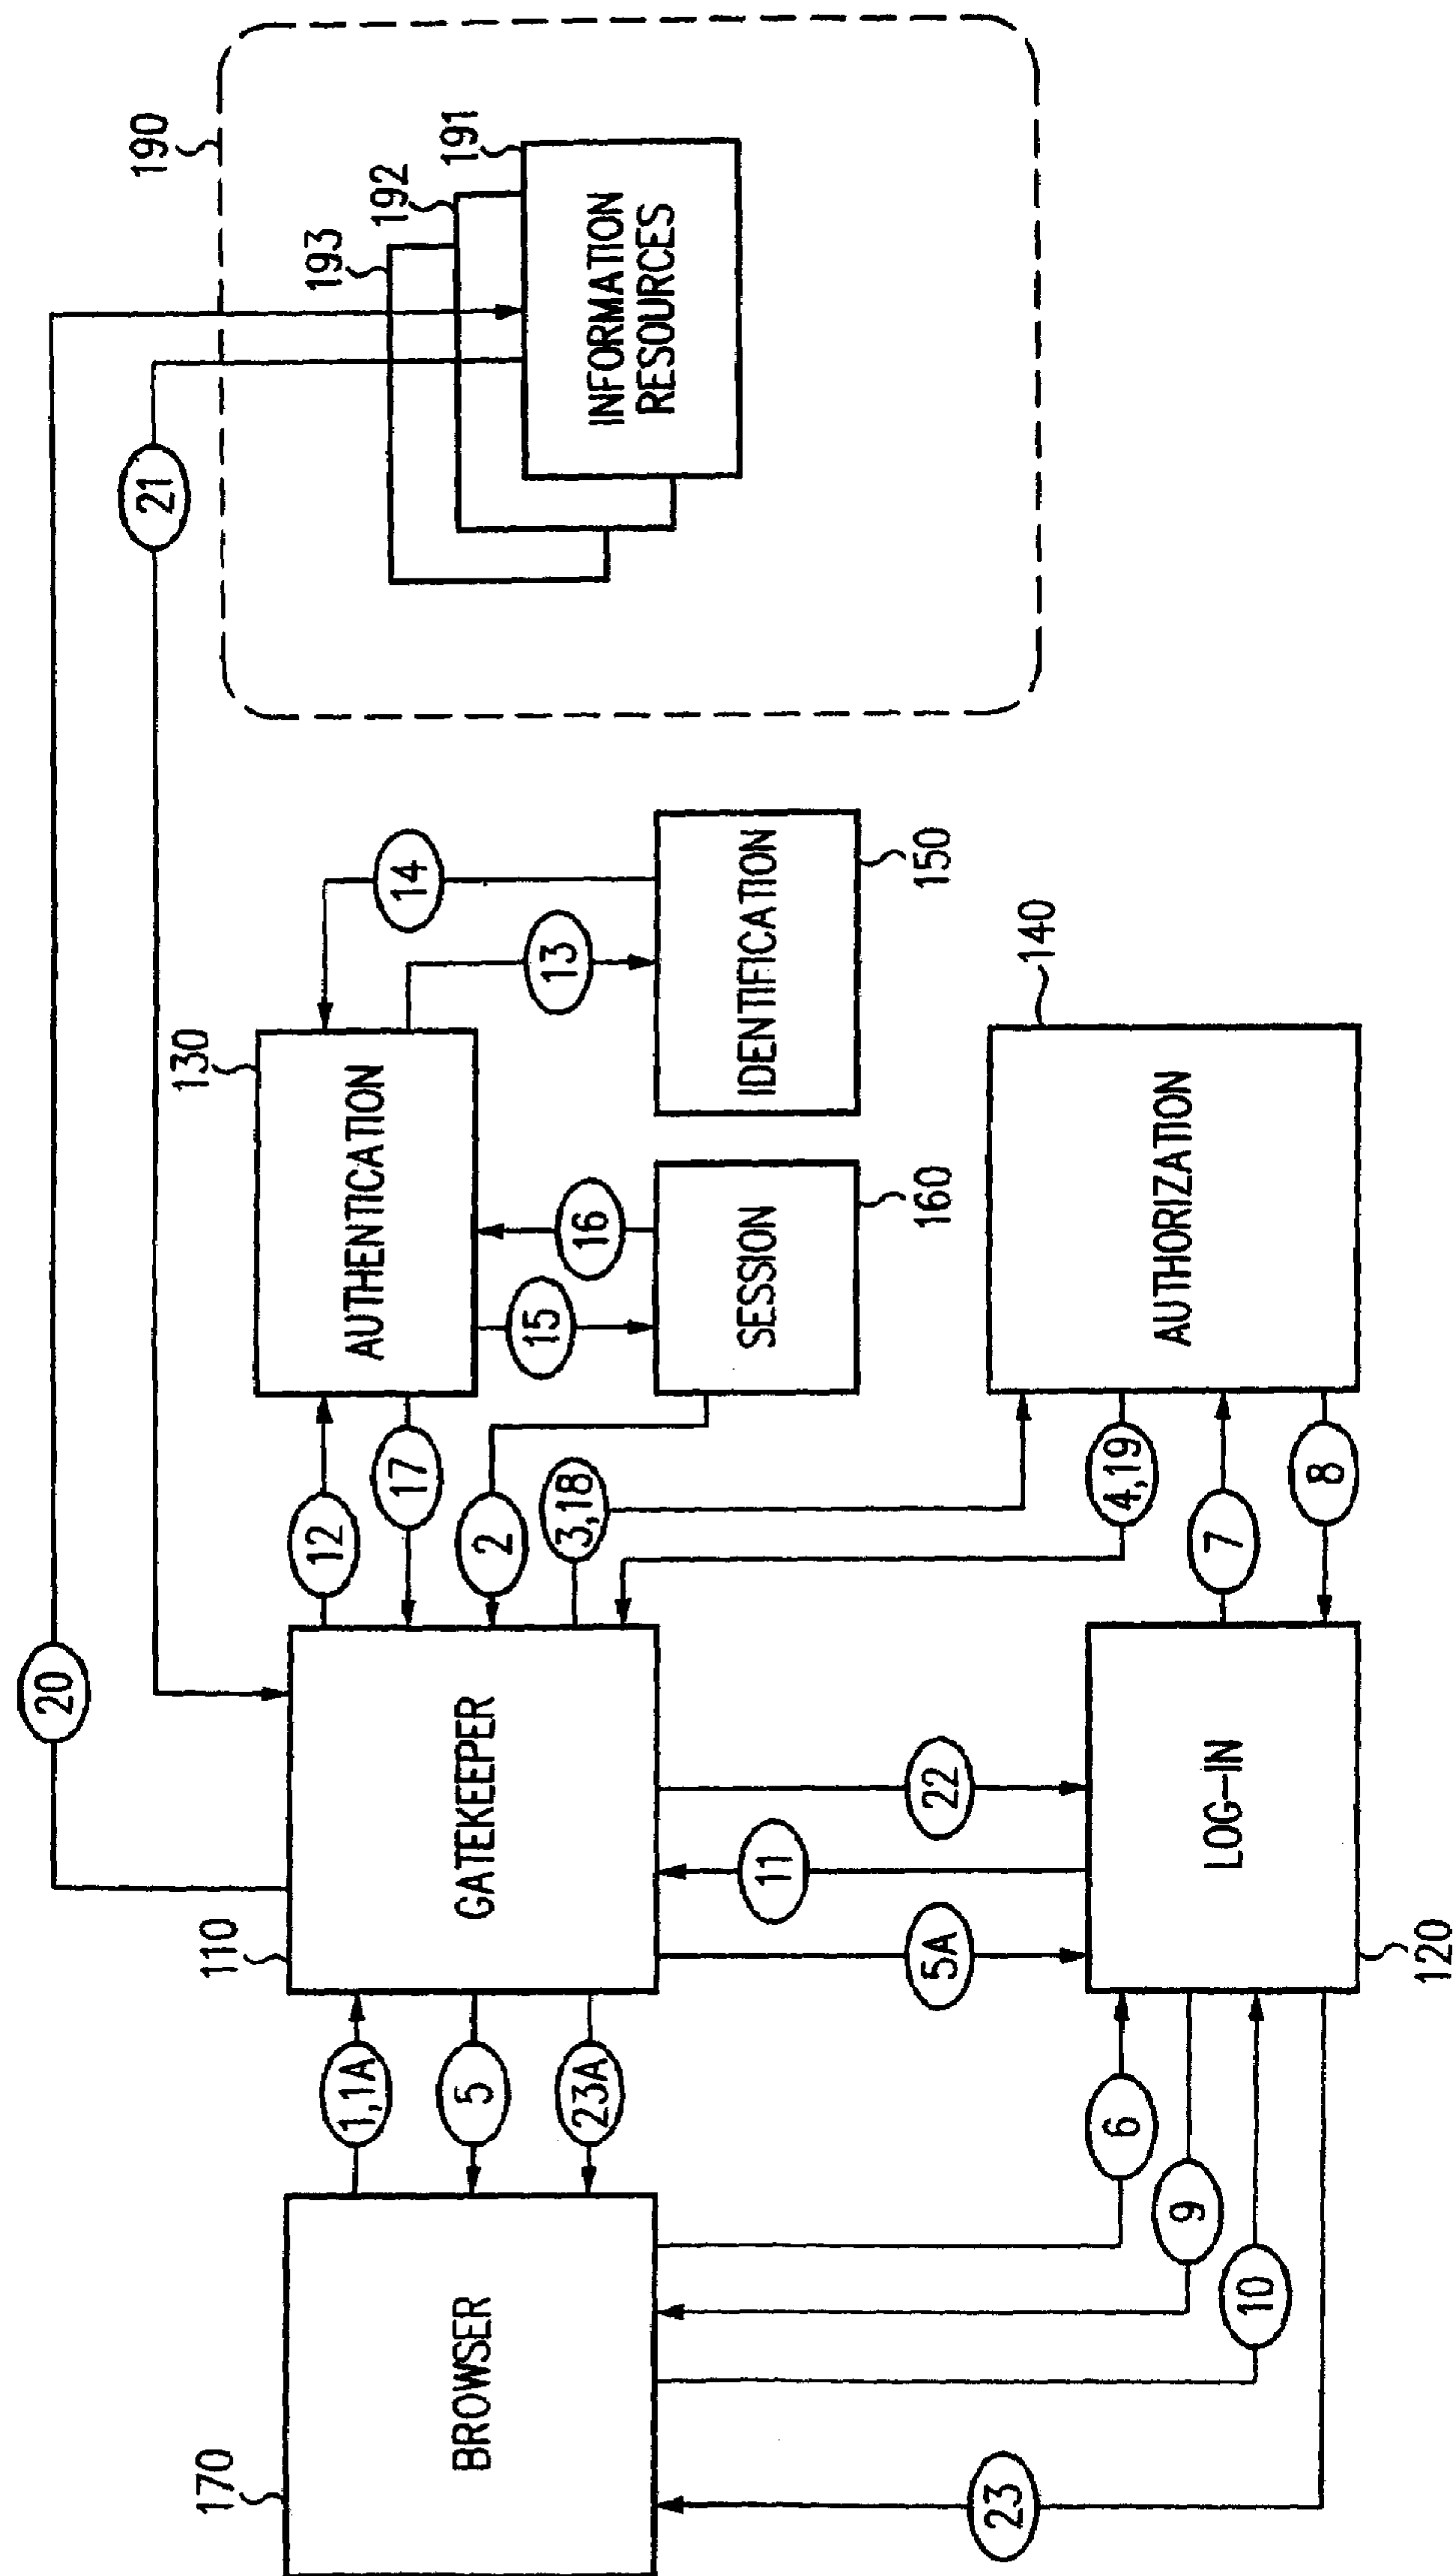 20
21
190
193
192
191
INFORMATION
RESOURCES
170
BROWSER
1,1A
5
23A
110
GATEKEEPER
12
17
2
3,18
130
AUTHENTICATION
14
13
15
16
SESSION
160
IDENTIFICATION
150
4,19
140
AUTHORIZATION
7
8
22
11
5A
LOG-IN
120
6
9
10
23